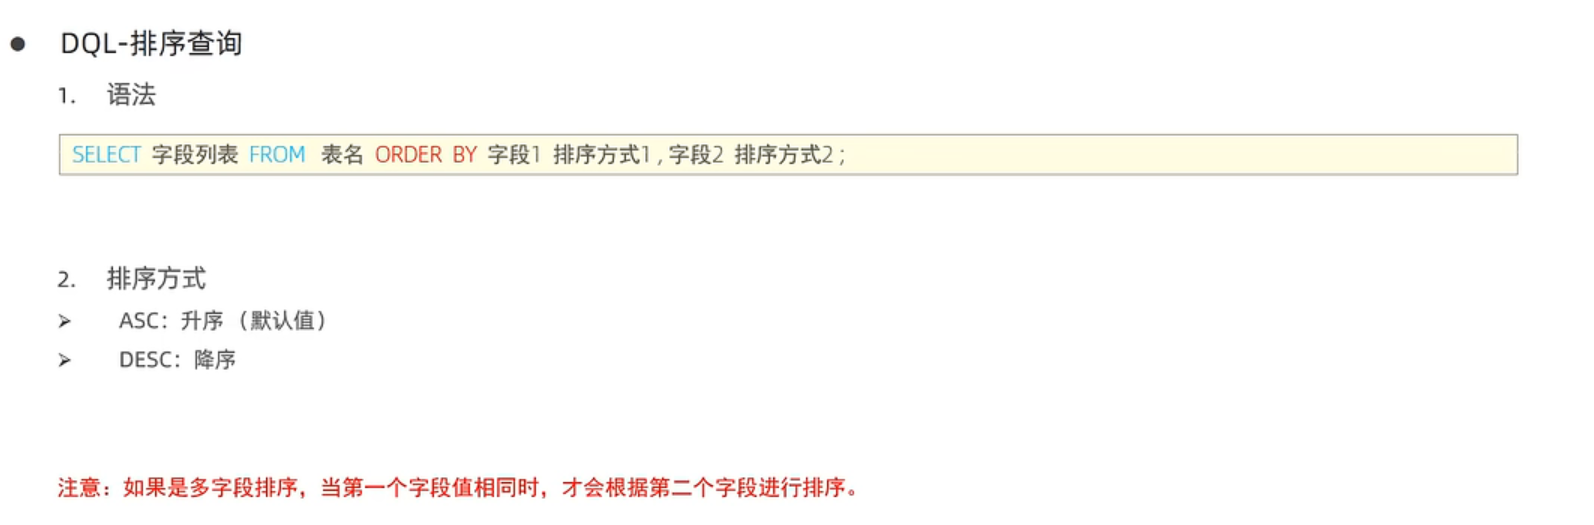 ● DQL-排序查询
1. 语法
SELECT 字段列表 FROM 表名 ORDER BY 字段1 排序方式1 , 字段2 排序方式2 ;
2. 排序方式
➢ ASC：升序（默认值）
➢ DESC：降序
注意：如果是多字段排序，当第一个字段值相同时，才会根据第二个字段进行排序。